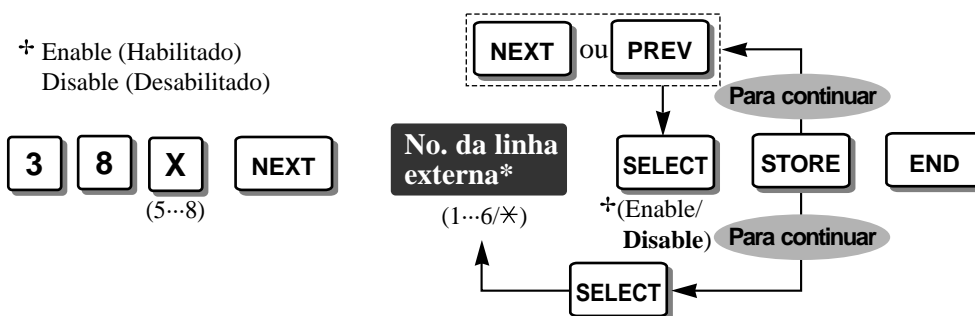 ✢ Enable (Habilitado)
Disable (Desabilitado)
NEXT ou PREV
Para continuar
3 8 X NEXT
(5···8)
No. da linha
externa*
(1···6/✳)
SELECT STORE END
✢(Enable/
Disable)
Para continuar
SELECT